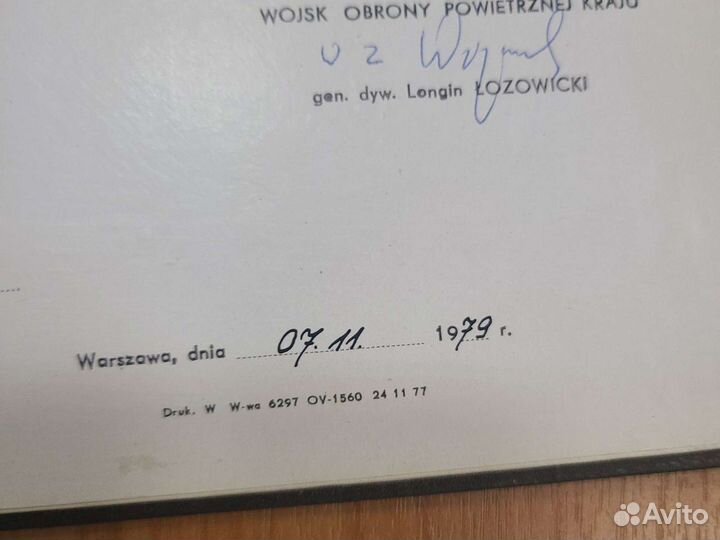 WOJSK OBRONY POWIETRZNEJ KRAJU
gen. dyw. Longin ŁOZOWICKI
Warszawa, dnia 07.11. 1979 r.
Druk. W W-wa 6297 OV-1560 24 11 77
Avito